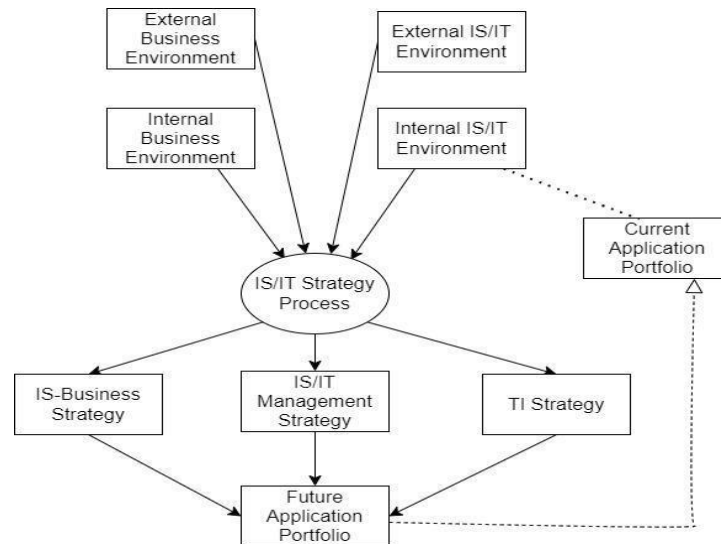 External
Business
Environment
External IS/IT
Environment
Internal
Business
Environment
Internal IS/IT
Environment
Current
Application
Portfolio
IS/IT Strategy
Process
IS-Business
Strategy
IS/IT
Management
Strategy
TI Strategy
Future
Application
Portfolio